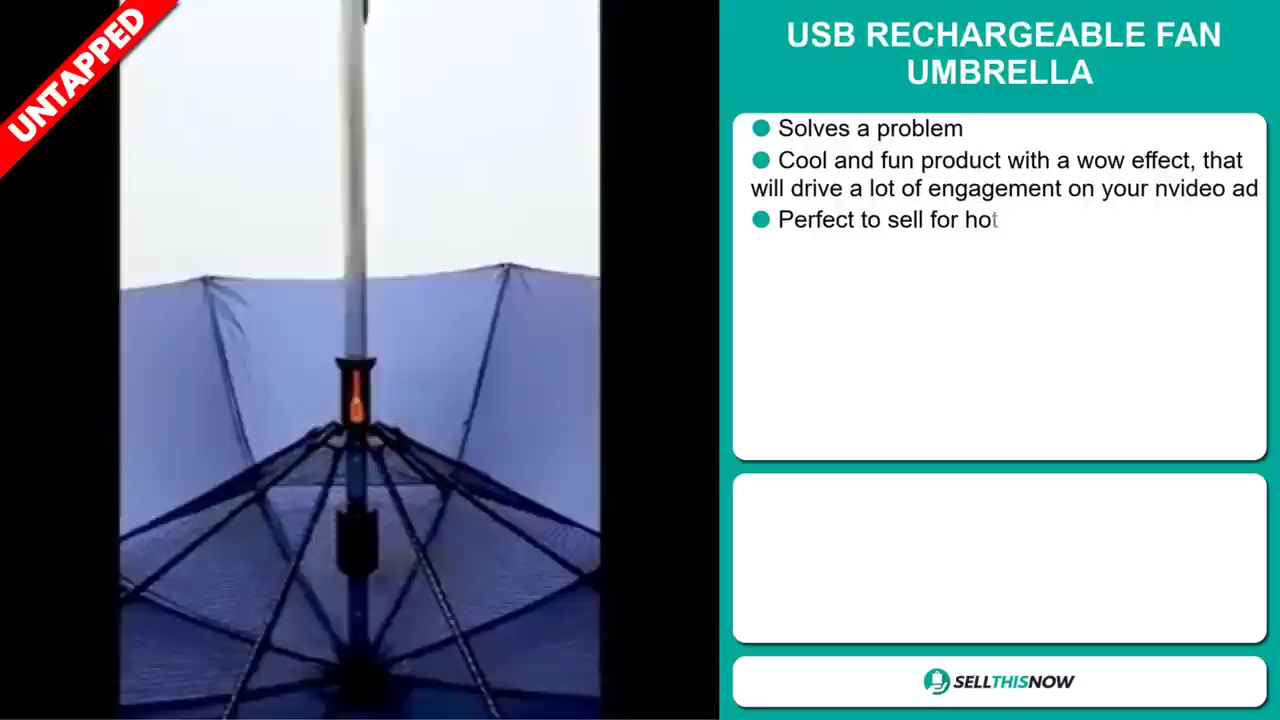 UNTAPPED
USB RECHARGEABLE FAN
UMBRELLA
Solves a problem
Cool and fun product with a wow effect, that
will drive a lot of engagement on your nvideo ad
Perfect to sell for hot
SELLTHISNOW